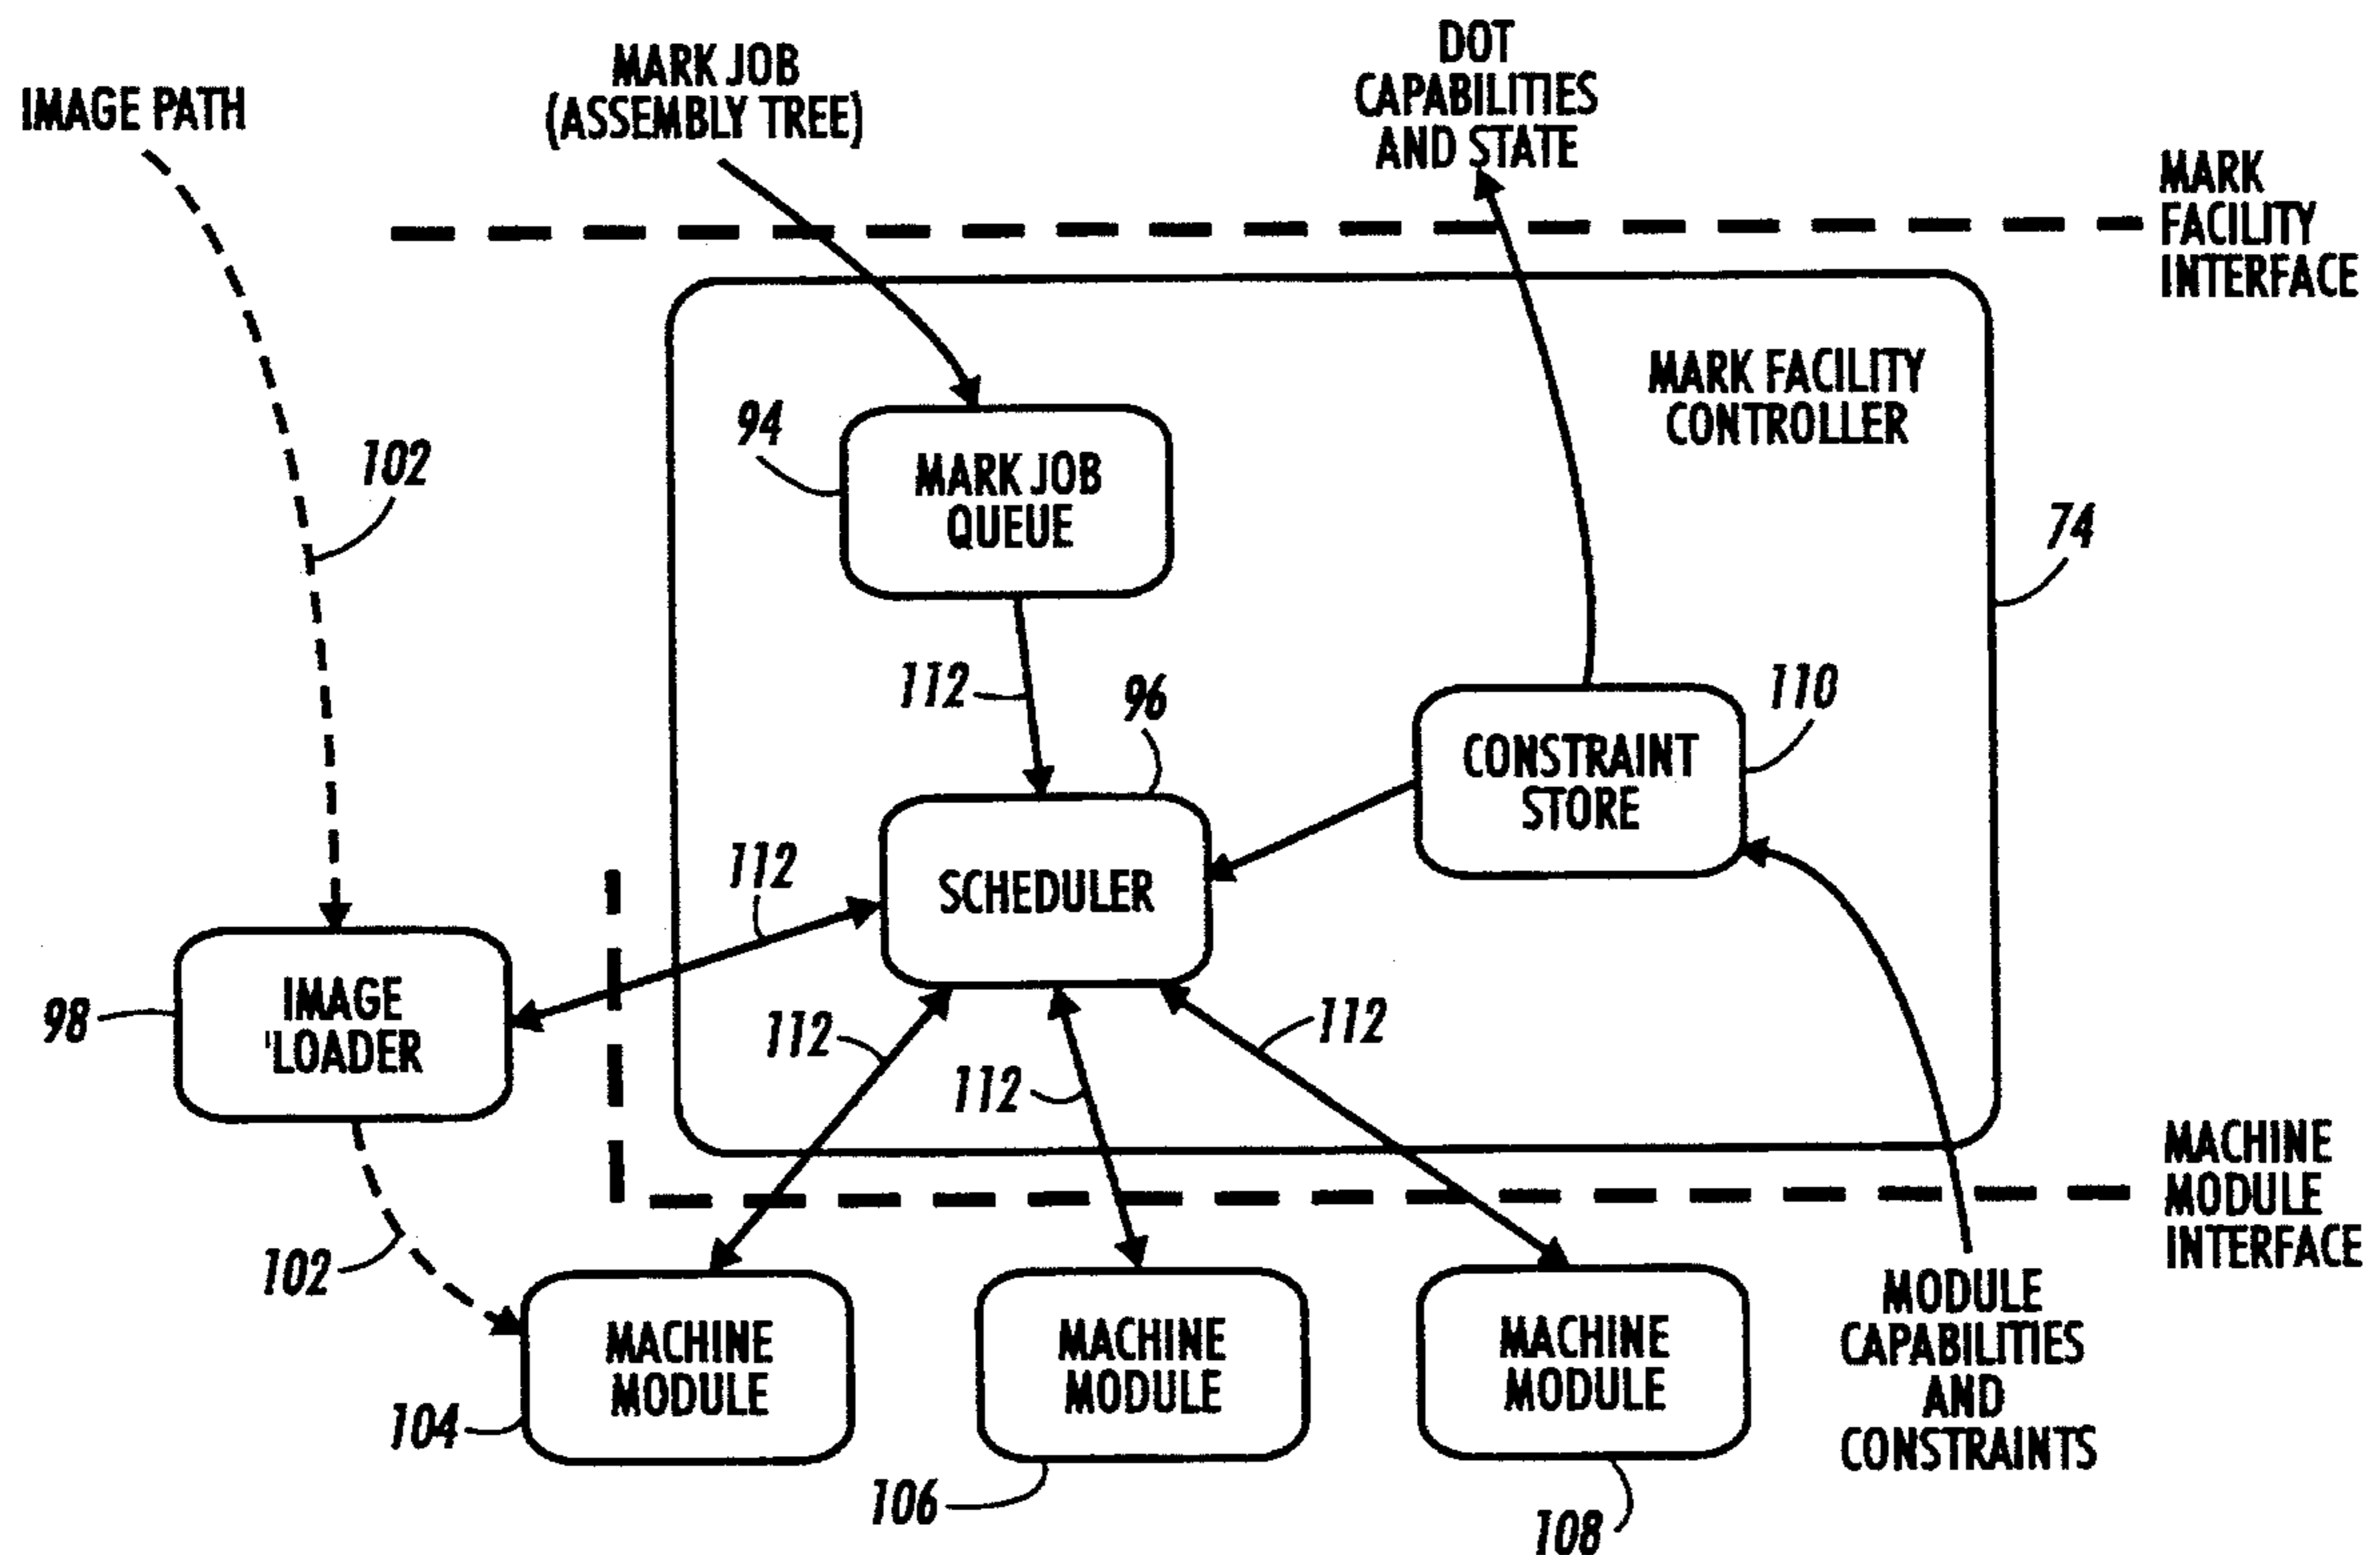 IMAGE PATH
MARK JOB
(ASSEMBLY TREE)
DOT
CAPABILITIES
AND STATE
MARK
FACILITY
INTERFACE
MARK FACILITY
CONTROLLER
94
MARK JOB
QUEUE
102
74
112
96
110
CONSTRAINT
STORE
112
SCHEDULER
98
IMAGE
LOADER
112
112
112
MACHINE
MODULE
INTERFACE
102
MACHINE
MODULE
104
MACHINE
MODULE
106
MACHINE
MODULE
108
MODULE
CAPABILITIES
AND
CONSTRAINTS